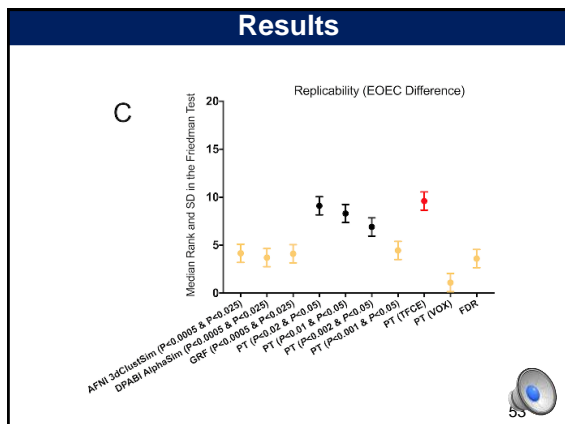 Results
C
Replicability (EOEC Difference)
Median Rank and SD in the Friedman Test
20
15
10
5
0
AFNI 3dClustSim (P<0.0005 & P<0.025)
DPABI AlphaSim (P<0.0005 & P<0.025)
GRF (P<0.0005 & P<0.025)
PT (P<0.02 & P<0.05)
PT (P<0.01 & P<0.05)
PT (P<0.002 & P<0.05)
PT (P<0.001 & P<0.05)
PT (TFCE)
PT (VOX)
FDR
53